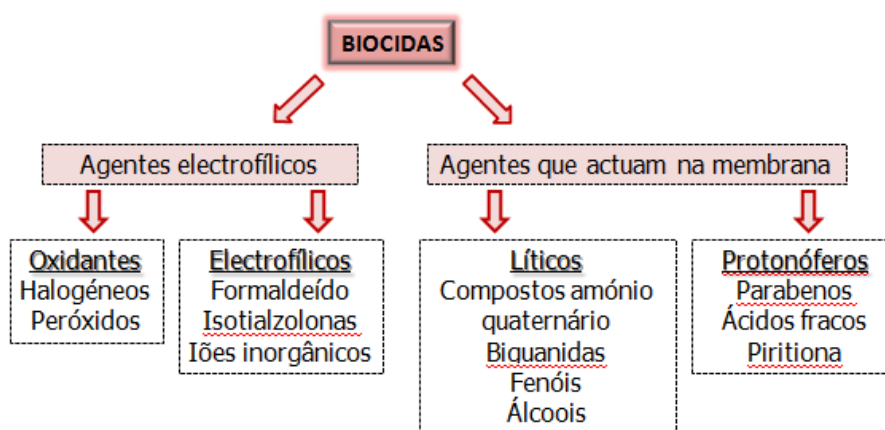 BIOCIDAS
Agentes electrofílicos
Agentes que actuam na membrana
Oxidantes
Halogéneos
Peróxidos
Electrofílicos
Formaldeído
Isotialzolonas
Iões inorgânicos
Líticos
Compostos amónio
quaternário
Biquanidas
Fenóis
Álcoois
Protonóferos
Parabenos
Ácidos fracos
Piritiona